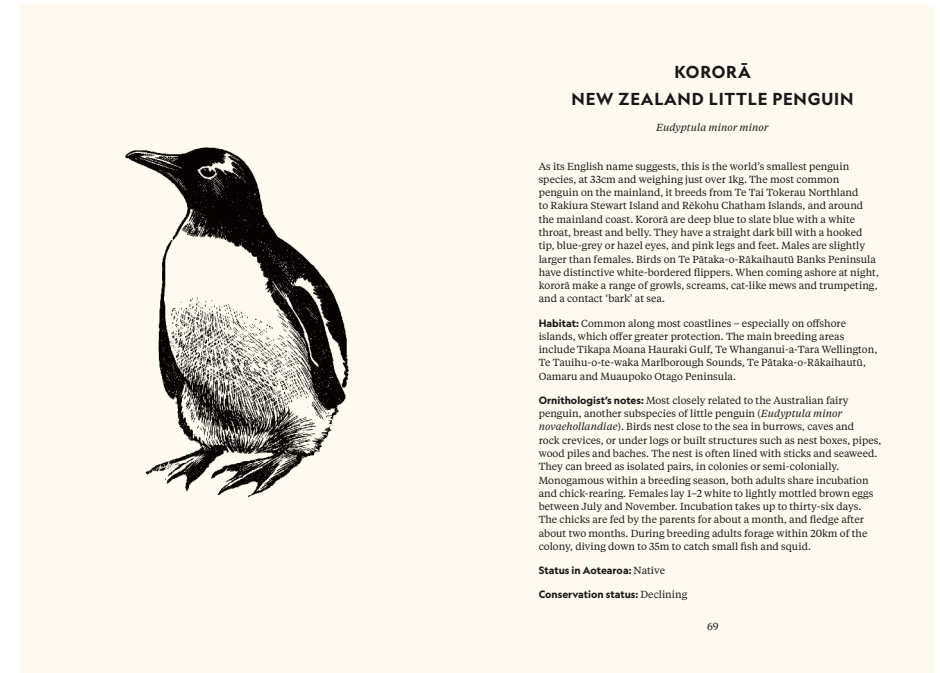 KORORĀ
NEW ZEALAND LITTLE PENGUIN
Eudyptula minor minor
As its English name suggests, this is the world’s smallest penguin
species, at 33cm and weighing just over 1kg. The most common
penguin on the mainland, it breeds from Te Tai Tokerau Northland
to Rakiura Stewart Island and Rēkohu Chatham Islands, and around
the mainland coast. Kororā are deep blue to slate blue with a white
throat, breast and belly. They have a straight dark bill with a hooked
tip, blue-grey or hazel eyes, and pink legs and feet. Males are slightly
larger than females. Birds on Te Pātaka-o-Rākaihautū Banks Peninsula
have distinctive white-bordered flippers. When coming ashore at night,
kororā make a range of growls, screams, cat-like mews and trumpeting,
and a contact ‘bark’ at sea.
Habitat: Common along most coastlines – especially on offshore
islands, which offer greater protection. The main breeding areas
include Tikapa Moana Hauraki Gulf, Te Whanganui-a-Tara Wellington,
Te Tauihu-o-te-waka Marlborough Sounds, Te Pātaka-o-Rākaihautū,
Oamaru and Muaupoko Otago Peninsula.
Ornithologist’s notes: Most closely related to the Australian fairy
penguin, another subspecies of little penguin (Eudyptula minor
novaehollandiae). Birds nest close to the sea in burrows, caves and
rock crevices, or under logs or built structures such as nest boxes, pipes,
wood piles and baches. The nest is often lined with sticks and seaweed.
They can breed as isolated pairs, in colonies or semi-colonially.
Monogamous within a breeding season, both adults share incubation
and chick-rearing. Females lay 1–2 white to lightly mottled brown eggs
between July and November. Incubation takes up to thirty-six days.
The chicks are fed by the parents for about a month, and fledge after
about two months. During breeding adults forage within 20km of the
colony, diving down to 35m to catch small fish and squid.
Status in Aotearoa: Native
Conservation status: Declining
69